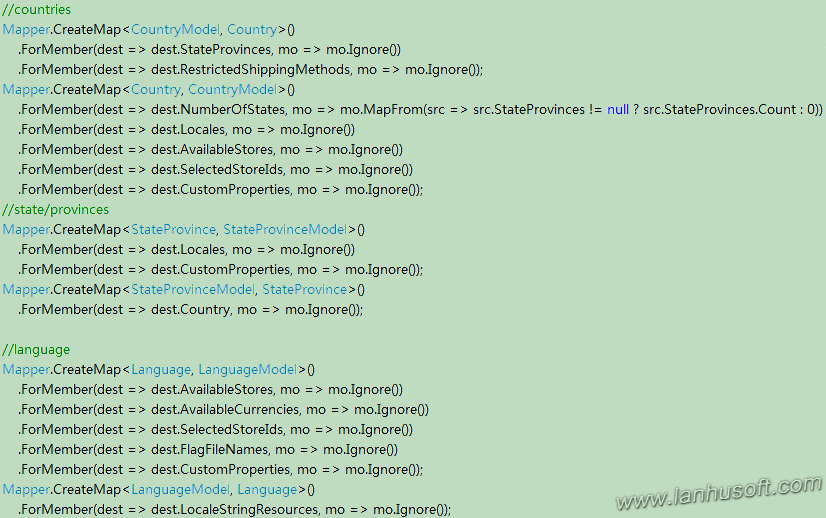 //countries
Mapper.CreateMap<CountryModel, Country>()
.ForMember(dest => dest.StateProvinces, mo => mo.Ignore())
.ForMember(dest => dest.RestrictedShippingMethods, mo => mo.Ignore());
Mapper.CreateMap<Country, CountryModel>()
.ForMember(dest => dest.NumberOfStates, mo => mo.MapFrom(src => src.StateProvinces != null ? src.StateProvinces.Count : 0))
.ForMember(dest => dest.Locales, mo => mo.Ignore())
.ForMember(dest => dest.AvailableStores, mo => mo.Ignore())
.ForMember(dest => dest.SelectedStoreIds, mo => mo.Ignore())
.ForMember(dest => dest.CustomProperties, mo => mo.Ignore());
//state/provinces
Mapper.CreateMap<StateProvince, StateProvinceModel>()
.ForMember(dest => dest.Locales, mo => mo.Ignore())
.ForMember(dest => dest.CustomProperties, mo => mo.Ignore());
Mapper.CreateMap<StateProvinceModel, StateProvince>()
.ForMember(dest => dest.Country, mo => mo.Ignore());
//language
Mapper.CreateMap<Language, LanguageModel>()
.ForMember(dest => dest.AvailableStores, mo => mo.Ignore())
.ForMember(dest => dest.AvailableCurrencies, mo => mo.Ignore())
.ForMember(dest => dest.SelectedStoreIds, mo => mo.Ignore())
.ForMember(dest => dest.FlagFileNames, mo => mo.Ignore())
.ForMember(dest => dest.CustomProperties, mo => mo.Ignore());
Mapper.CreateMap<LanguageModel, Language>()
.ForMember(dest => dest.LocaleStringResources, mo => mo.Ignore());
www.lanhusoft.com